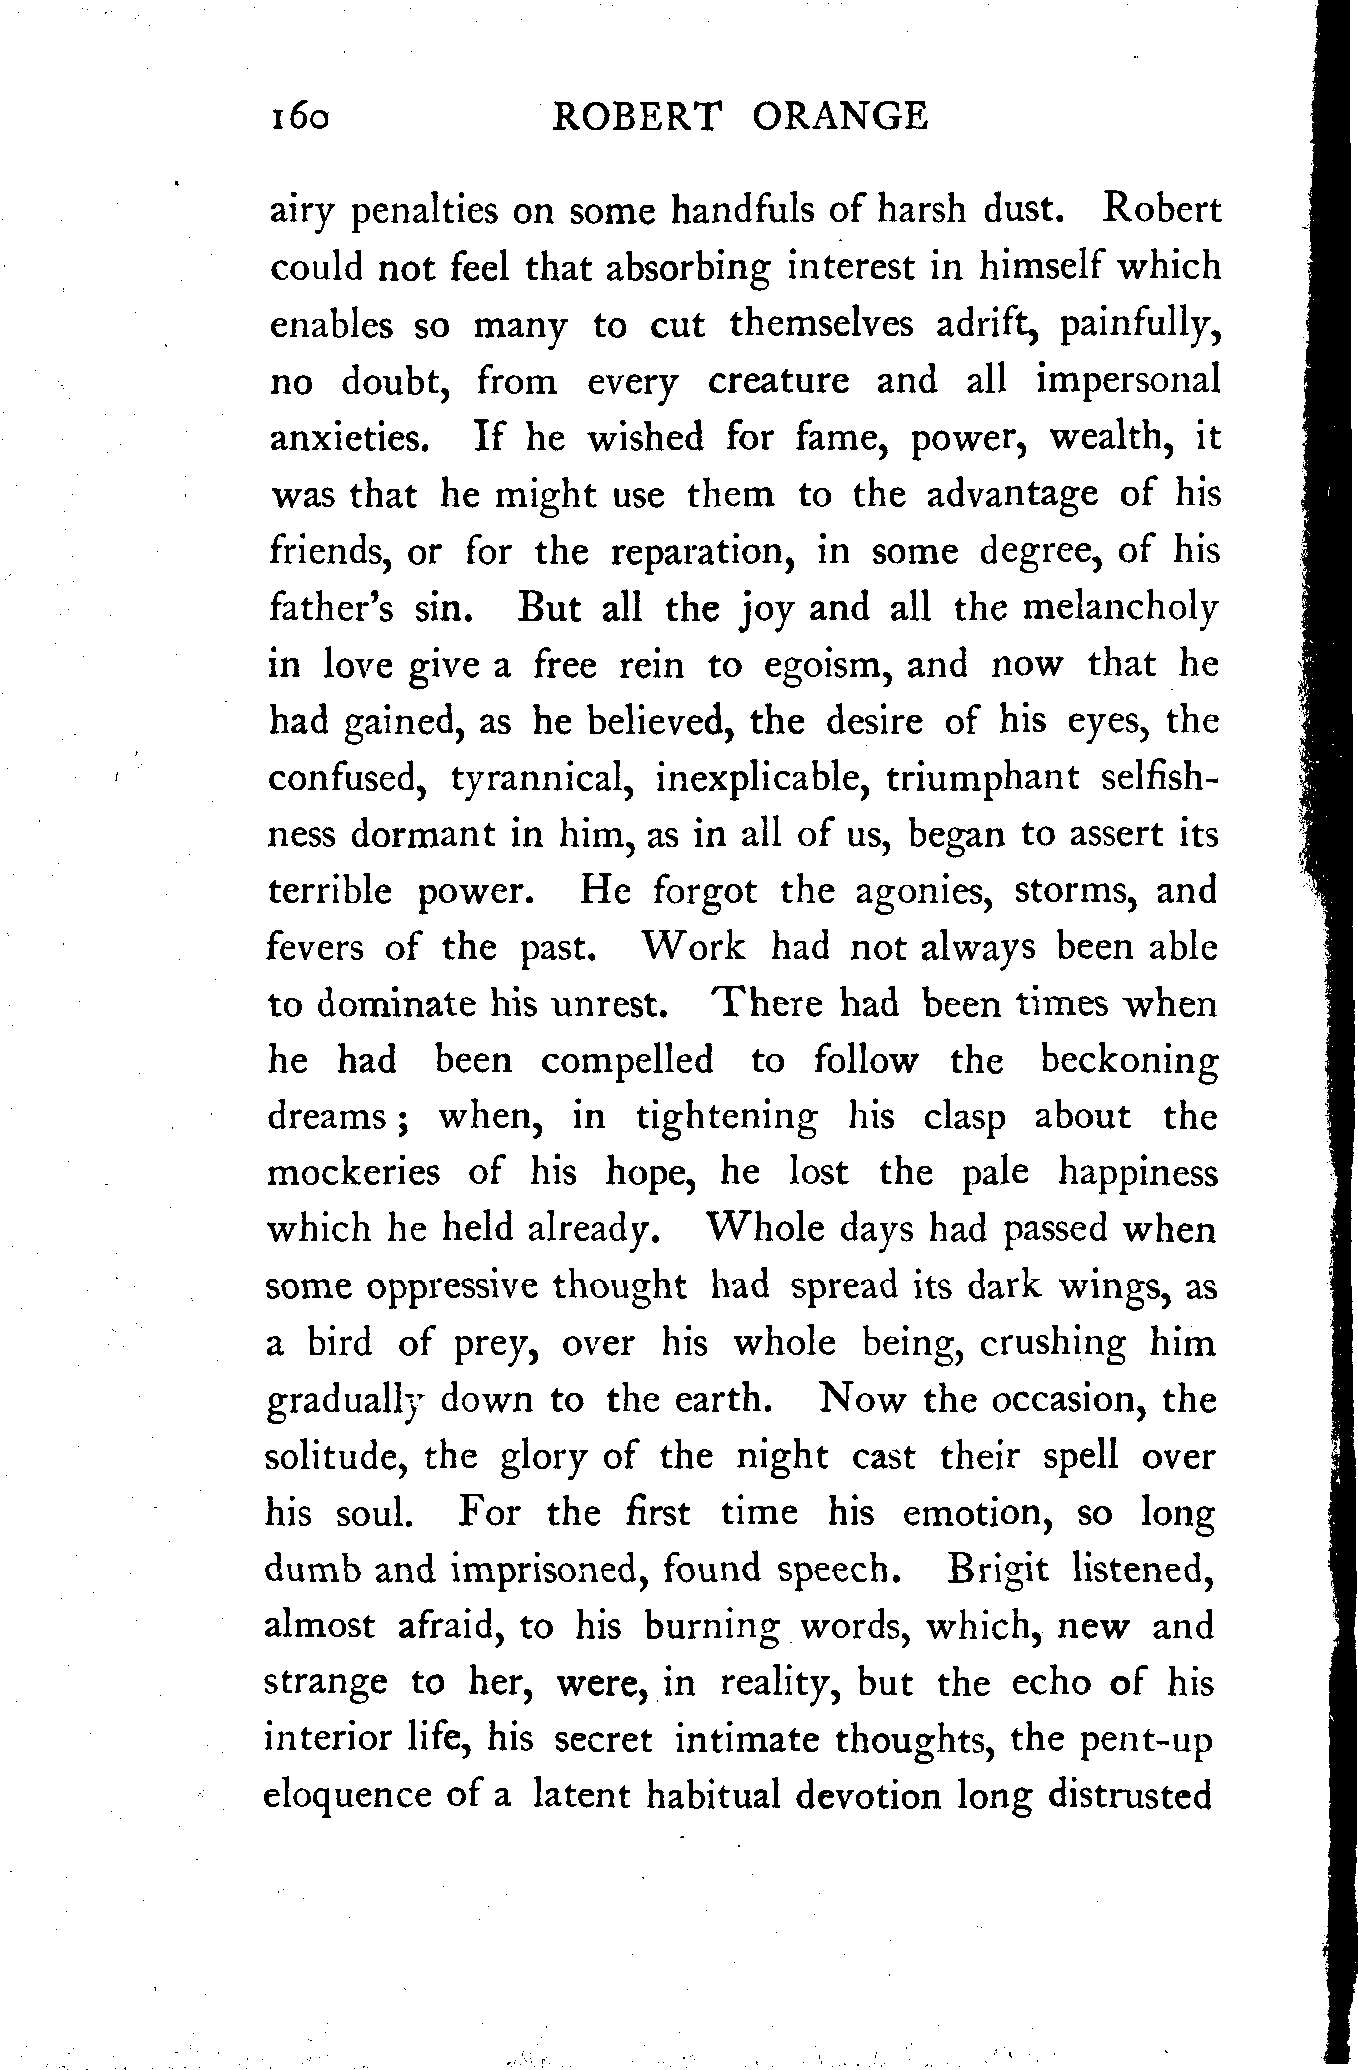 160 ROBERT ORANGE
airy penalties on some handfuls of harsh dust. Robert
could not feel that absorbing interest in himself which
enables so many to cut themselves adrift, painfully,
no doubt, from every creature and all impersonal
anxieties. If he wished for fame, power, wealth, it
was that he might use them to the advantage of his
friends, or for the reparation, in some degree, of his
father's sin. But all the joy and all the melancholy
in love give a free rein to egoism, and now that he
had gained, as he believed, the desire of his eyes, the
confused, tyrannical, inexplicable, triumphant selfish-
ness dormant in him, as in all of us, began to assert its
terrible power. He forgot the agonies, storms, and
fevers of the past. Work had not always been able
to dominate his unrest. There had been times when
he had been compelled to follow the beckoning
dreams ; when, in tightening his clasp about the
mockeries of his hope, he lost the pale happiness
which he held already. Whole days had passed when
some oppressive thought had spread its dark wings, as
a bird of prey, over his whole being, crushing him
gradually down to the earth. Now the occasion, the
solitude, the glory of the night cast their spell over
his soul. For the first time his emotion, so long
dumb and imprisoned, found speech. Brigit listened,
almost afraid, to his burning words, which, new and
strange to her, were, in reality, but the echo of his
interior life, his secret intimate thoughts, the pent-up
eloquence of a latent habitual devotion long distrusted